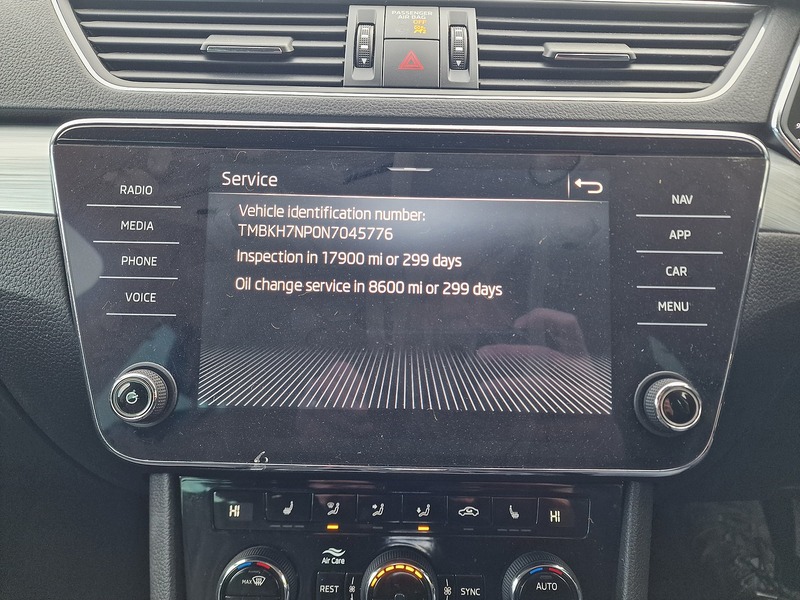 PASSENGER
AIR BAG
OFF
Service
RADIO
MEDIA
PHONE
VOICE
Vehicle identification number:
TMBKH7NP0N7045776
Inspection in 17900 mi or 299 days
Oil change service in 8600 mi or 299 days
NAV
APP
CAR
MENU
HI
HI
Air Care
MAX
REST
SYNC
AUTO